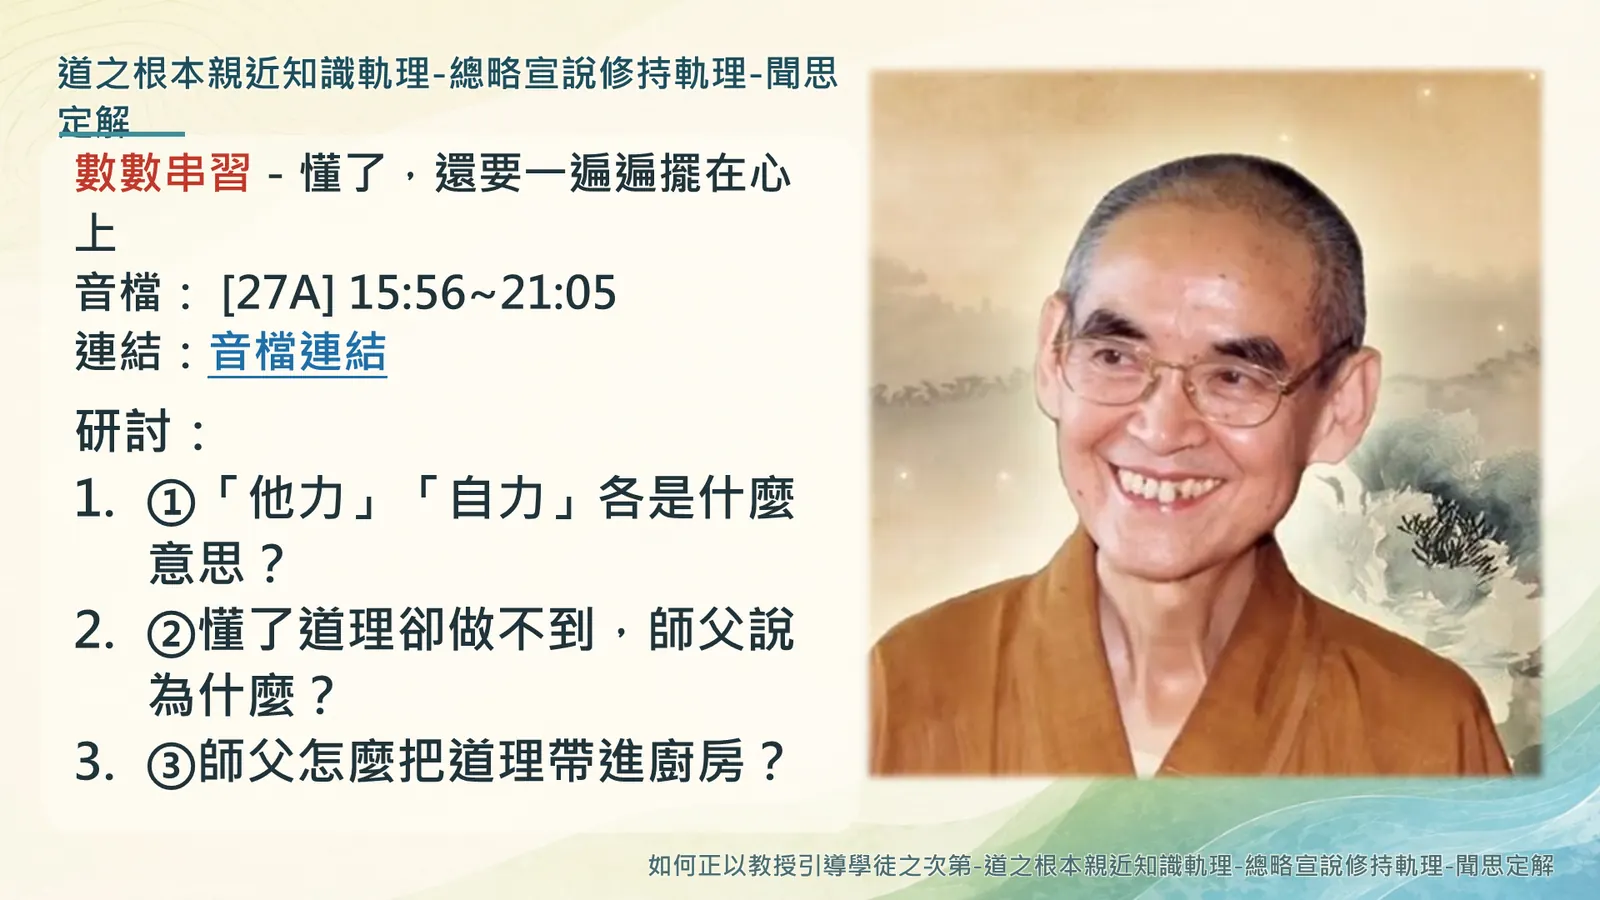 道之根本親近知識軌理-總略宣說修持軌理-聞思
定解
數數串習 - 懂了，還要一遍遍擺在心
上
音檔： [27A] 15:56~21:05
連結：音檔連結
研討：
1. ①「他力」「自力」各是什麼
意思？
2. ②懂了道理卻做不到，師父說
為什麼？
3. ③師父怎麼把道理帶進廚房？
如何正以教授引導學徒之次第-道之根本親近知識軌理-總略宣說修持軌理-聞思定解